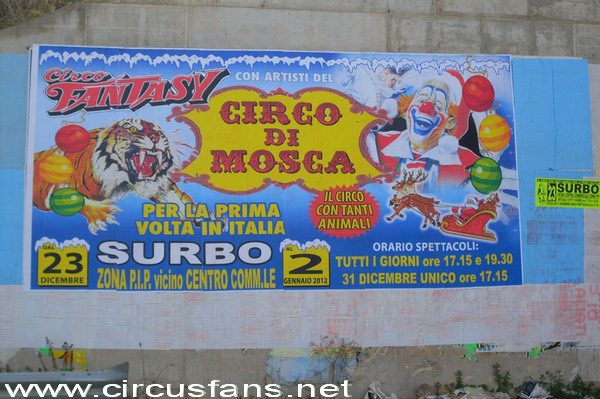 Circo
FANTASY
CON ARTISTI DEL
CIRCO
DI
MOSCA
PER LA PRIMA
VOLTA IN ITALIA
IL CIRCO
CON TANTI
ANIMALI
DAL
23
DICEMBRE
SURBO
ZONA P.I.P. vicino CENTRO COMM.LE
AL
2
GENNAIO 2012
ORARIO SPETTACOLI:
TUTTI I GIORNI ore 17.15 e 19.30
31 DICEMBRE UNICO ore 17.15
SURBO
www.circusfans.net